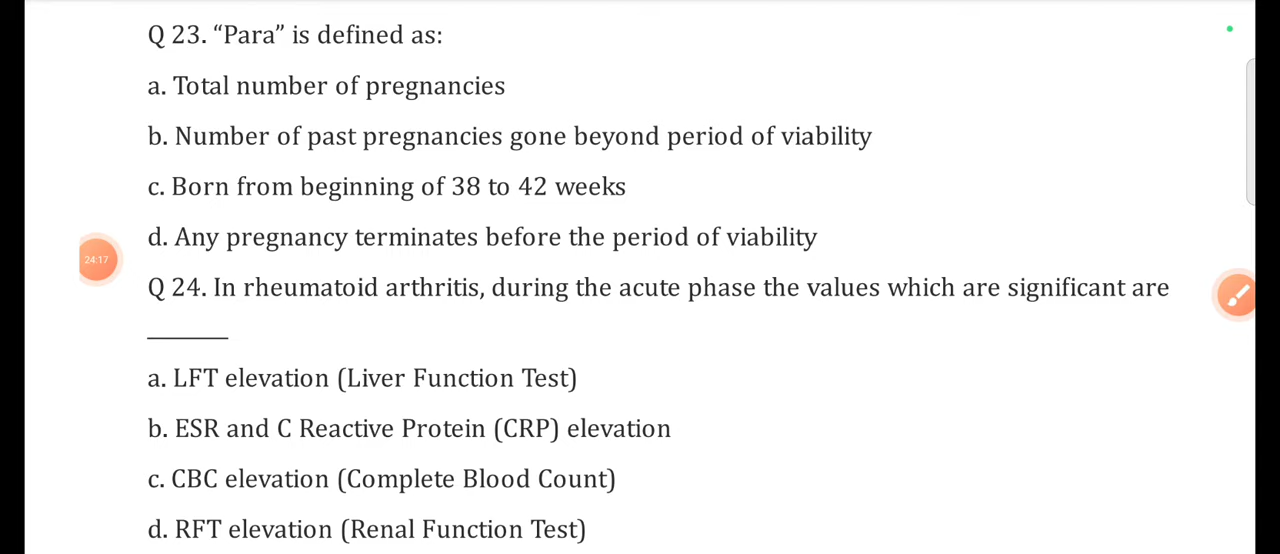 Q 23. “Para” is defined as:
a. Total number of pregnancies
b. Number of past pregnancies gone beyond period of viability
c. Born from beginning of 38 to 42 weeks
d. Any pregnancy terminates before the period of viability
24:17
Q 24. In rheumatoid arthritis, during the acute phase the values which are significant are
______
a. LFT elevation (Liver Function Test)
b. ESR and C Reactive Protein (CRP) elevation
c. CBC elevation (Complete Blood Count)
d. RFT elevation (Renal Function Test)